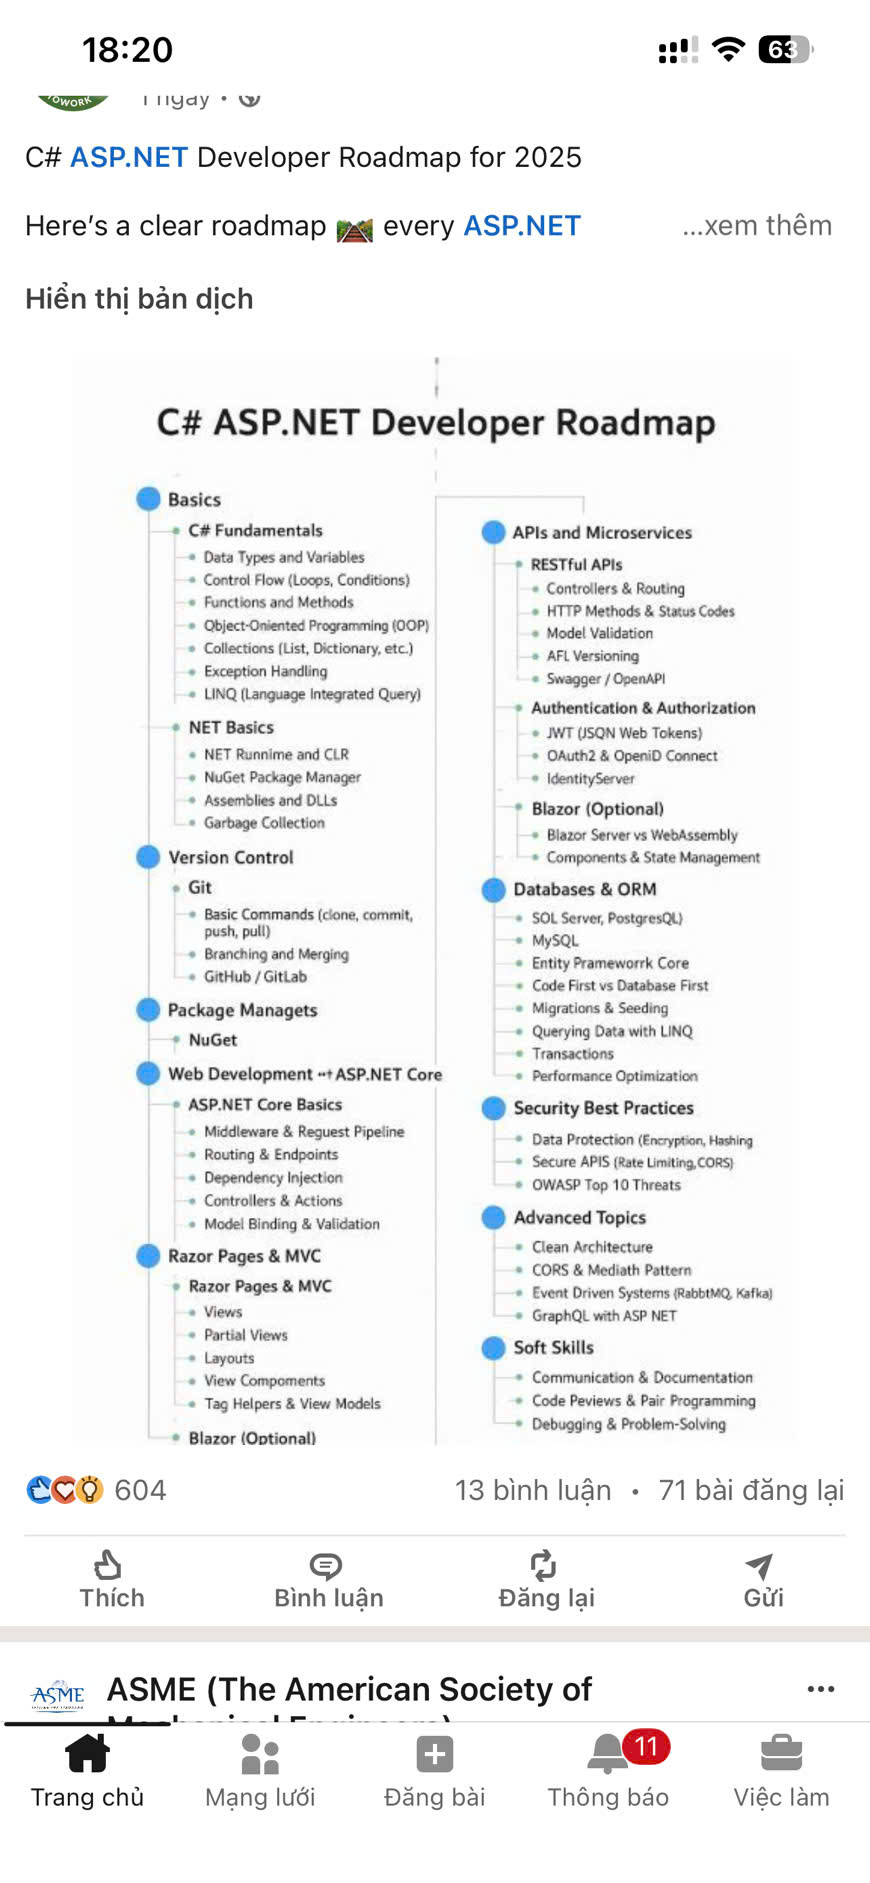 18:20
63
TOWORK
1 ngày •
C# ASP.NET Developer Roadmap for 2025
Here's a clear roadmap 🛤️ every ASP.NET ...xem thêm
Hiển thị bản dịch
C# ASP.NET Developer Roadmap
Basics
C# Fundamentals
Data Types and Variables
Control Flow (Loops, Conditions)
Functions and Methods
Object-Oniented Programming (OOP)
Collections (List, Dictionary, etc.)
Exception Handling
LINQ (Language Integrated Query)
NET Basics
NET Runnime and CLR
NuGet Package Manager
Assemblies and DLLs
Garbage Collection
Version Control
Git
Basic Commands (clone, commit,
push, pull)
Branching and Merging
GitHub / GitLab
Package Managets
NuGet
Web Development ··+ ASP.NET Core
ASP.NET Core Basics
Middleware & Reguest Pipeline
Routing & Endpoints
Dependency Injection
Controllers & Actions
Model Binding & Validation
Razor Pages & MVC
Razor Pages & MVC
Views
Partial Views
Layouts
View Compoments
Tag Helpers & View Models
Blazor (Optional)
APIs and Microservices
RESTful APIs
Controllers & Routing
HTTP Methods & Status Codes
Model Validation
AFL Versioning
Swagger / OpenAPI
Authentication & Authorization
JWT (JSQN Web Tokens)
OAuth2 & OpeniD Connect
IdentityServer
Blazor (Optional)
Blazor Server vs WebAssembly
Components & State Management
Databases & ORM
SOL Server, PostgresQL)
MySQL
Entity Prameworrk Core
Code First vs Database First
Migrations & Seeding
Querying Data with LINQ
Transactions
Performance Optimization
Security Best Practices
Data Protection (Encryption, Hashing
Secure APIS (Rate Limiting, CORS)
OWASP Top 10 Threats
Advanced Topics
Clean Architecture
CORS & Mediath Pattern
Event Driven Systems (RabbtMQ, Kafka)
GraphQL with ASP NET
Soft Skills
Communication & Documentation
Code Peviews & Pair Programming
Debugging & Problem-Solving
604
13 bình luận • 71 bài đăng lại
Thích
Bình luận
Đăng lại
Gửi
ASME
ASME (The American Society of
Mechanical Engineers)
11
Trang chủ
Mạng lưới
Đăng bài
Thông báo
Việc làm